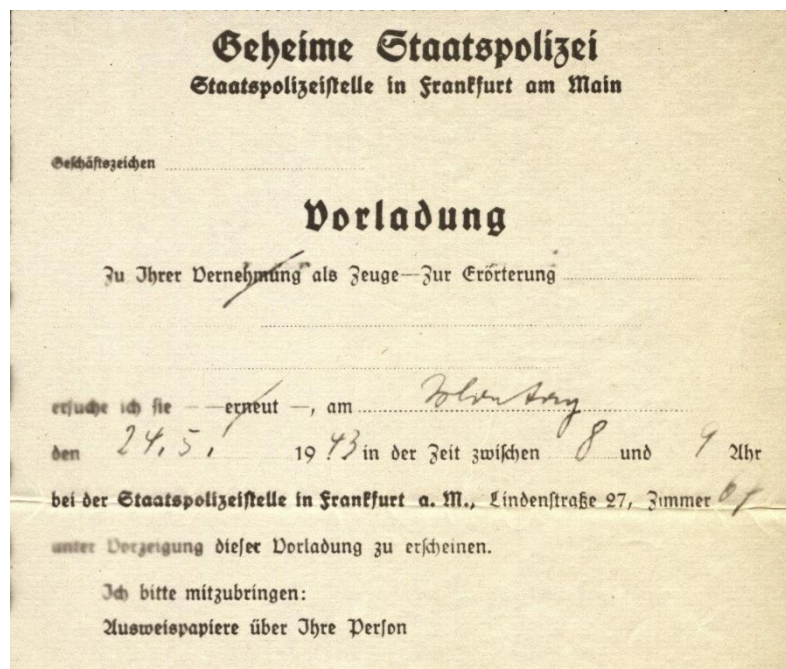 Geheime Staatspolizei
Staatspolizeistelle in Frankfurt am Main
Geschäftszeichen
Vorladung
Zu Ihrer Vernehmung als Zeuge—Zur Erörterung
ersuche ich sie — —erneut —, am Montag
den 24.5. 1943 in der Zeit zwischen 8 und 9 Uhr
bei der Staatspolizeistelle in Frankfurt a. M., Lindenstraße 27, Zimmer
unter Vorzeigung dieser Vorladung zu erscheinen.
Ich bitte mitzubringen:
Ausweispapiere über Ihre Person